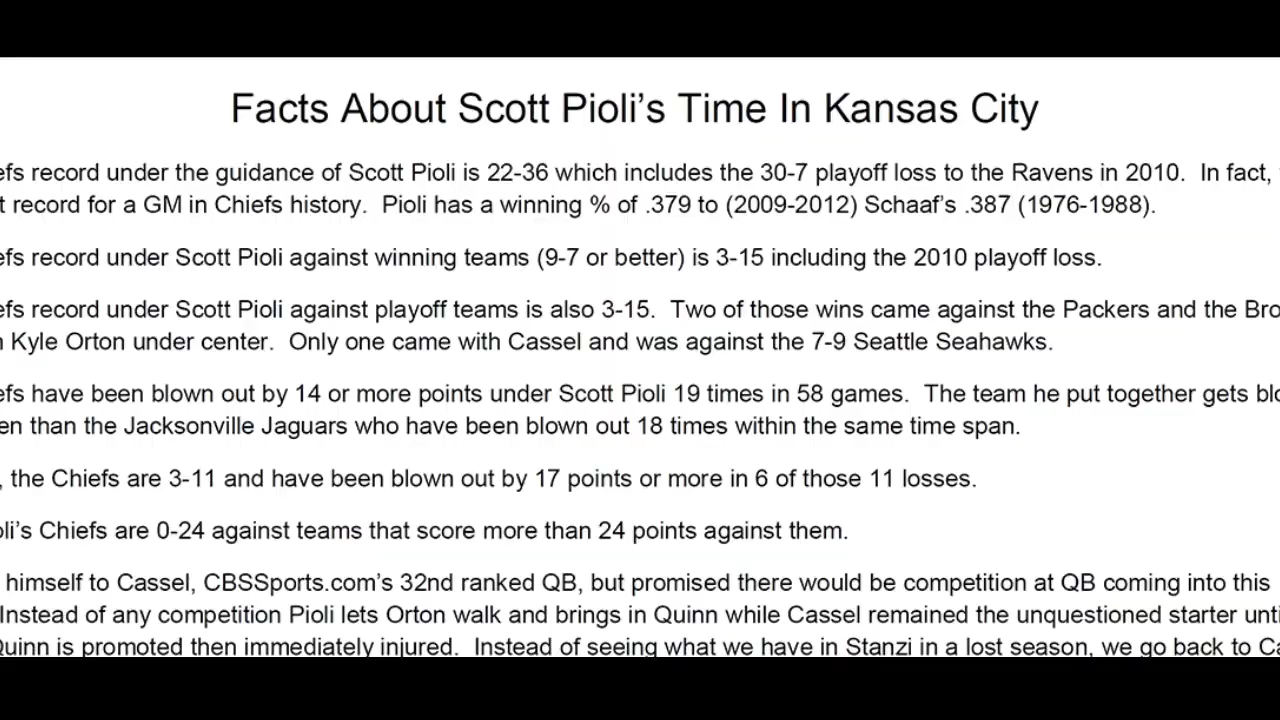 Facts About Scott Pioli's Time In Kansas City
efs record under the guidance of Scott Pioli is 22-36 which includes the 30-7 playoff loss to the Ravens in 2010. In fact,
t record for a GM in Chiefs history. Pioli has a winning % of .379 to (2009-2012) Schaaf's .387 (1976-1988).
efs record under Scott Pioli against winning teams (9-7 or better) is 3-15 including the 2010 playoff loss.
efs record under Scott Pioli against playoff teams is also 3-15. Two of those wins came against the Packers and the Bro
n Kyle Orton under center. Only one came with Cassel and was against the 7-9 Seattle Seahawks.
efs have been blown out by 14 or more points under Scott Pioli 19 times in 58 games. The team he put together gets blo
en than the Jacksonville Jaguars who have been blown out 18 times within the same time span.
, the Chiefs are 3-11 and have been blown out by 17 points or more in 6 of those 11 losses.
oli's Chiefs are 0-24 against teams that score more than 24 points against them.
himself to Cassel, CBSSports.com's 32nd ranked QB, but promised there would be competition at QB coming into this
Instead of any competition Pioli lets Orton walk and brings in Quinn while Cassel remained the unquestioned starter unti
Quinn is promoted then immediately injured. Instead of seeing what we have in Stanzi in a lost season, we go back to Ca